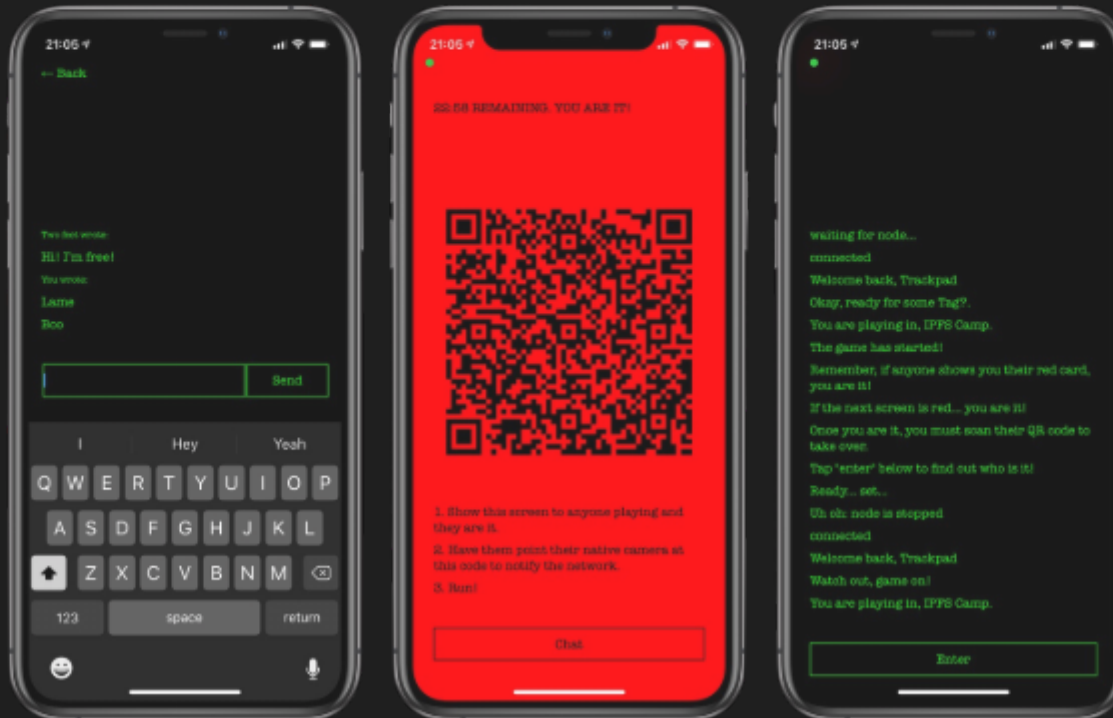 21:05
← Back
Two feet wrote:
Hi! I'm free!
You wrote:
Lame
Boo
Send
I Hey Yeah
Q W E R T Y U I O P
A S D F G H J K L
Z X C V B N M
123 space return
21:05
22:58 REMAINING. YOU ARE IT!
1. Show this screen to anyone playing and
they are it.
2. Have them point their native camera at
this code to notify the network.
3. Run!
Chat
21:05
waiting for node...
connected
Welcome back, Trackpad
Okay, ready for some Tag?.
You are playing in, IPFS Camp.
The game has started!
Remember, if anyone shows you their red card,
you are it!
If the next screen is red... you are it!
Once you are it, you must scan their QR code to
take over.
Tap "enter" below to find out who is it!
Ready... set...
Uh oh: node is stopped
connected
Welcome back, Trackpad
Watch out, game on!
You are playing in, IPFS Camp.
Enter